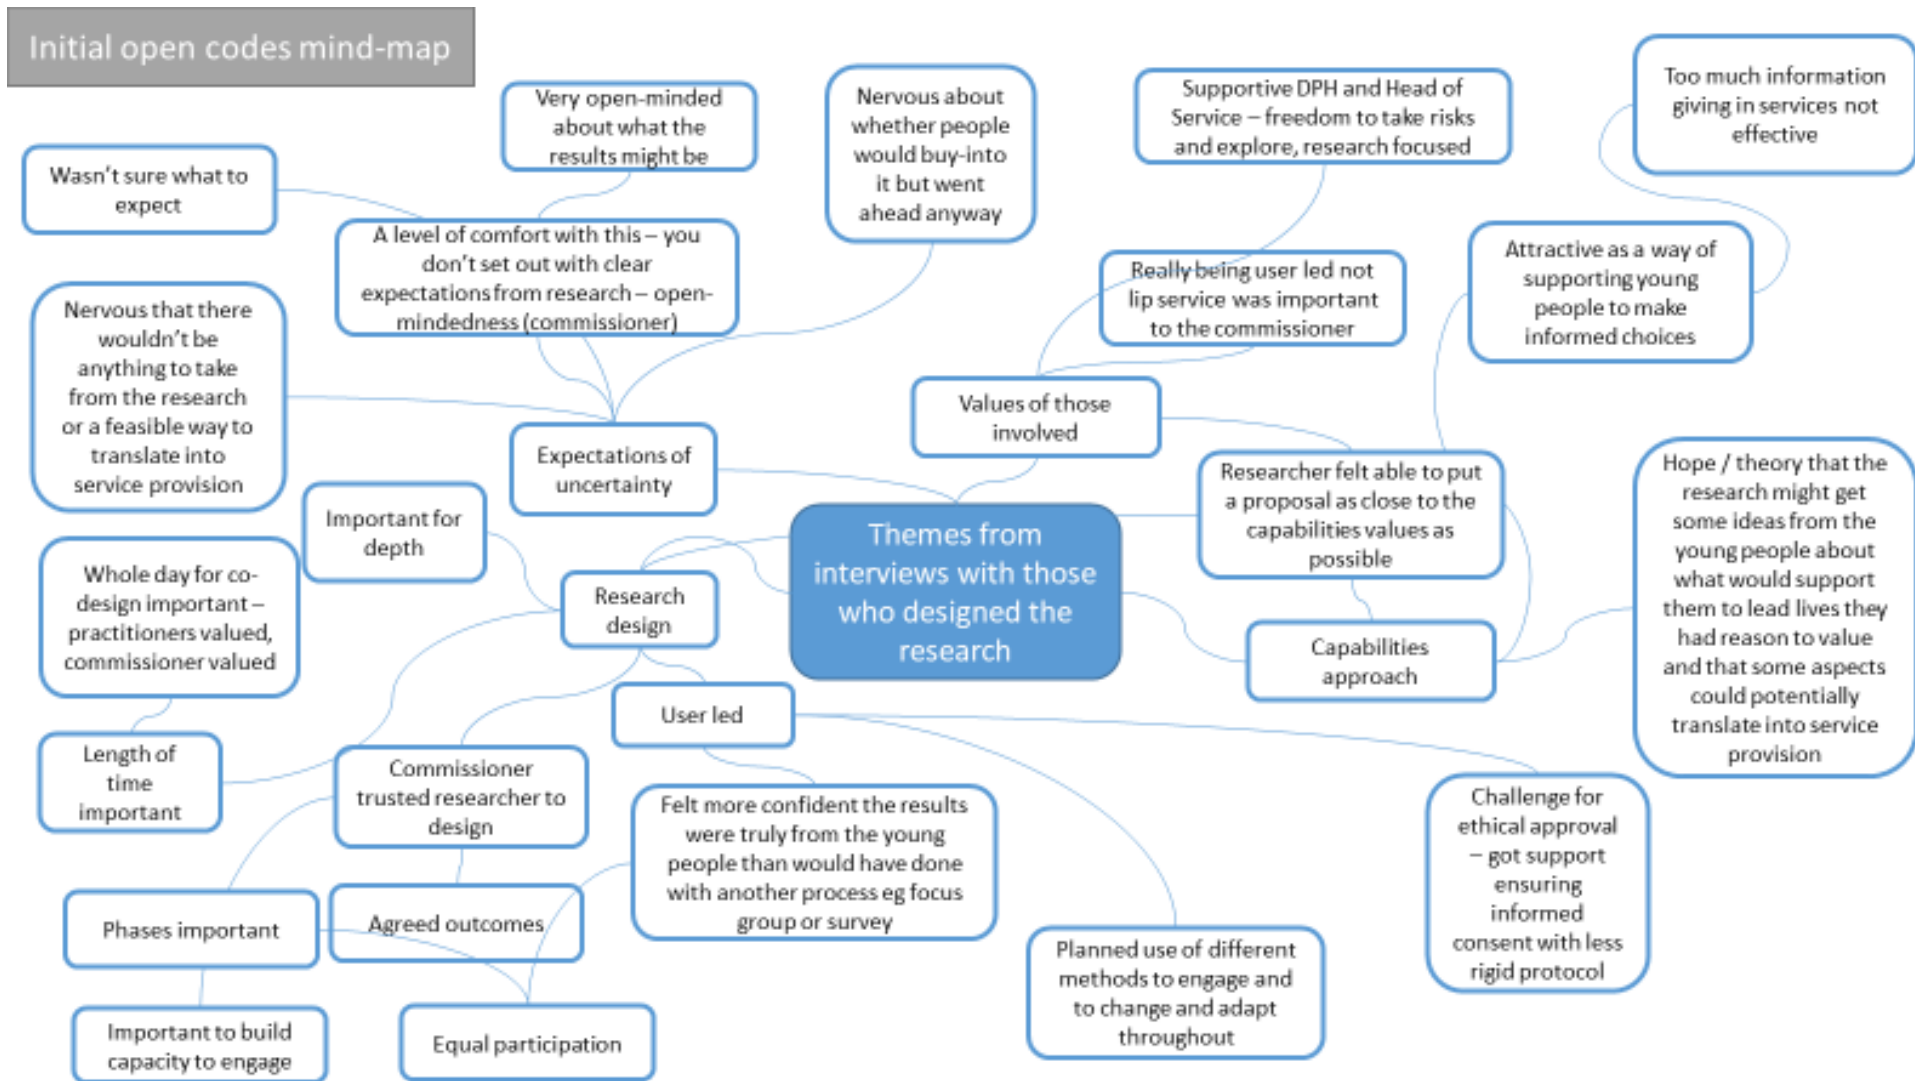 Initial open codes mind-map
Very open-minded
about what the
results might be
Nervous about
whether people
would buy-into
it but went
ahead anyway
Supportive DPH and Head of
Service – freedom to take risks
and explore, research focused
Too much information
giving in services not
effective
Wasn't sure what to
expect
A level of comfort with this – you
don't set out with clear
expectations from research – open-
mindedness (commissioner)
Really being user led not
lip service was important
to the commissioner
Attractive as a way of
supporting young
people to make
informed choices
Nervous that there
wouldn't be
anything to take
from the research
or a feasible way to
translate into
service provision
Values of those
involved
Expectations of
uncertainty
Researcher felt able to put
a proposal as close to the
capabilities values as
possible
Hope / theory that the
research might get
some ideas from the
young people about
what would support
them to lead lives they
had reason to value
and that some aspects
could potentially
translate into service
provision
Important for
depth
Themes from
interviews with those
who designed the
research
Whole day for co-
design important –
practitioners valued,
commissioner valued
Research
design
Capabilities
approach
User led
Length of
time
important
Commissioner
trusted researcher to
design
Felt more confident the results
were truly from the young
people than would have done
with another process eg focus
group or survey
Challenge for
ethical approval
– got support
ensuring
informed
consent with less
rigid protocol
Phases important
Agreed outcomes
Planned use of different
methods to engage and
to change and adapt
throughout
Important to build
capacity to engage
Equal participation